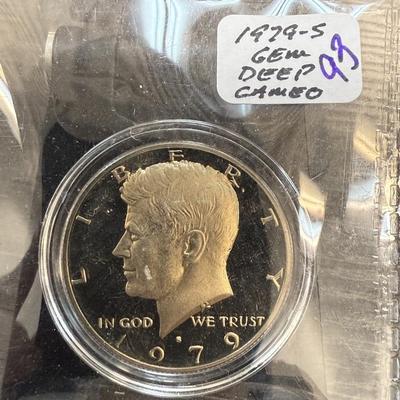 1979-S
GEM
DEEP 93
CAMEO
LIBERTY
IN GOD WE TRUST
1979